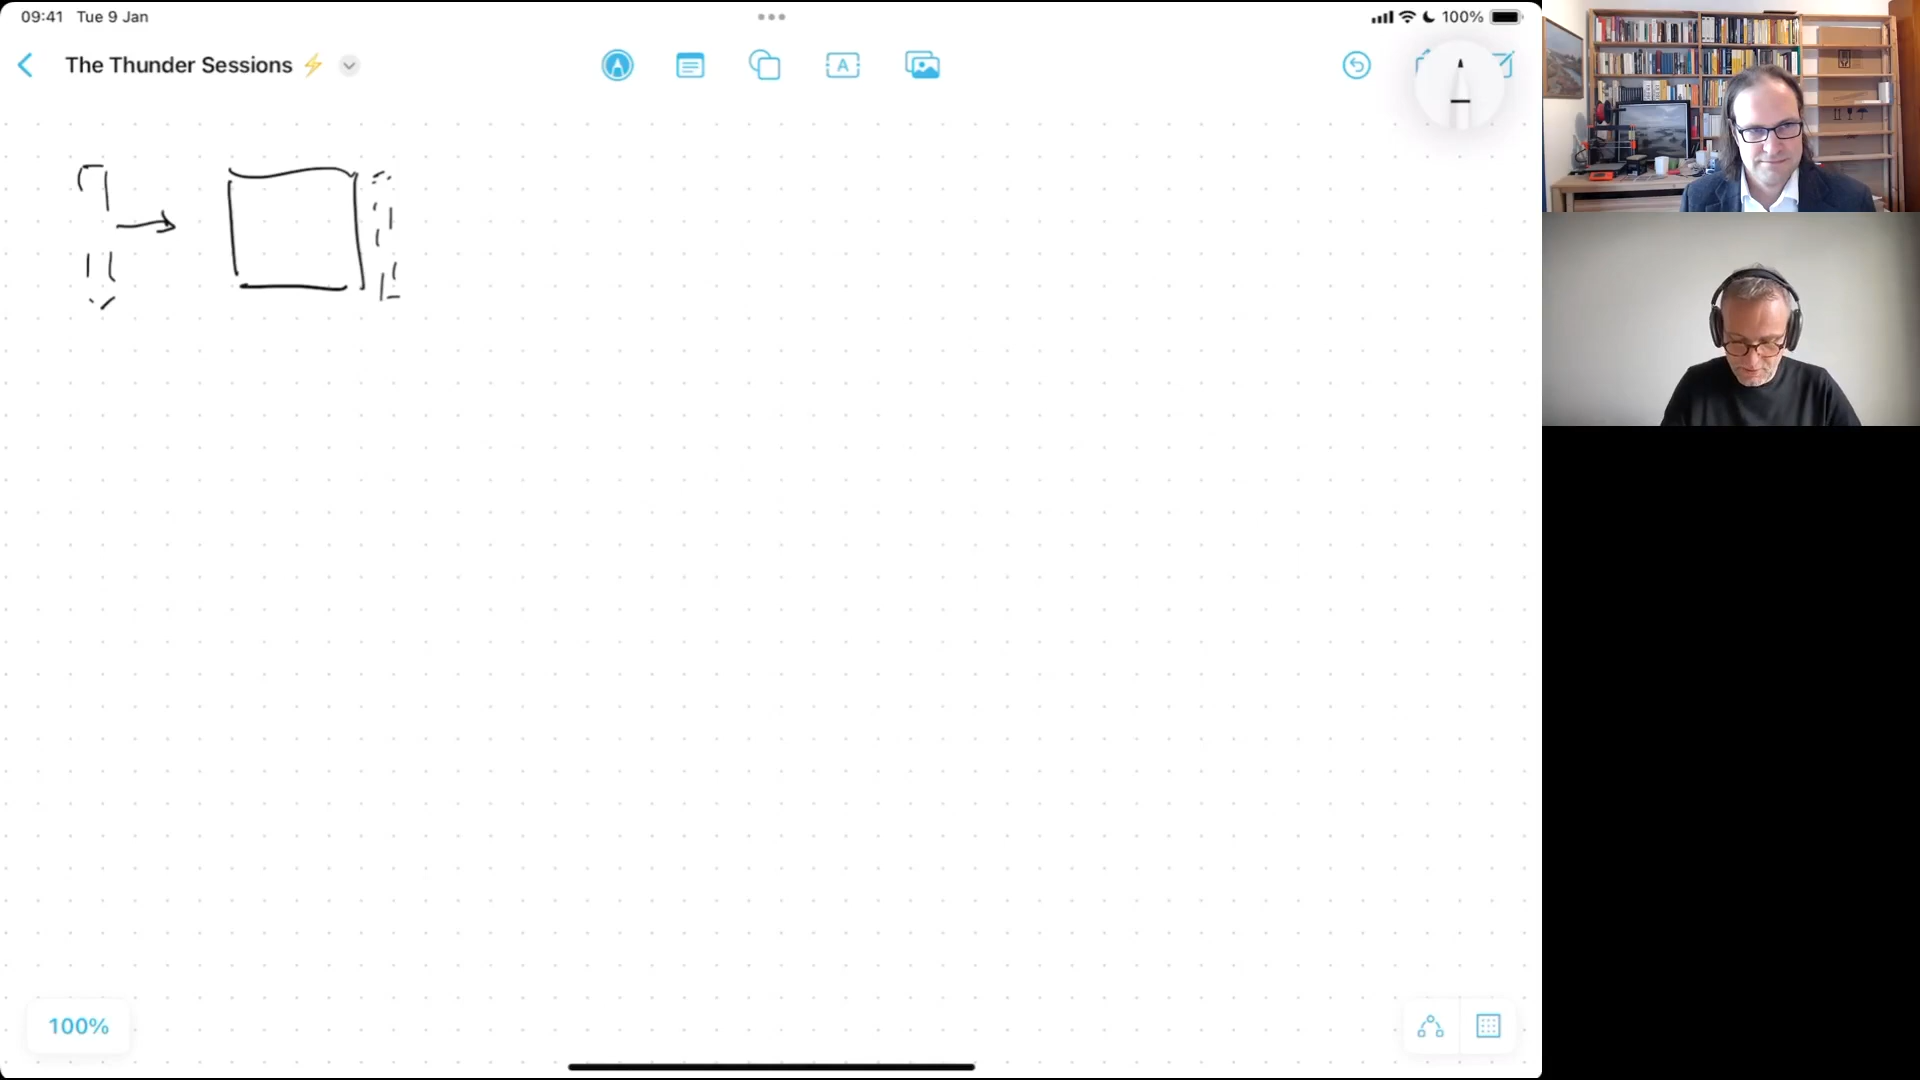 09:41 Tue 9 Jan
100%
The Thunder Sessions ⚡
A
100%